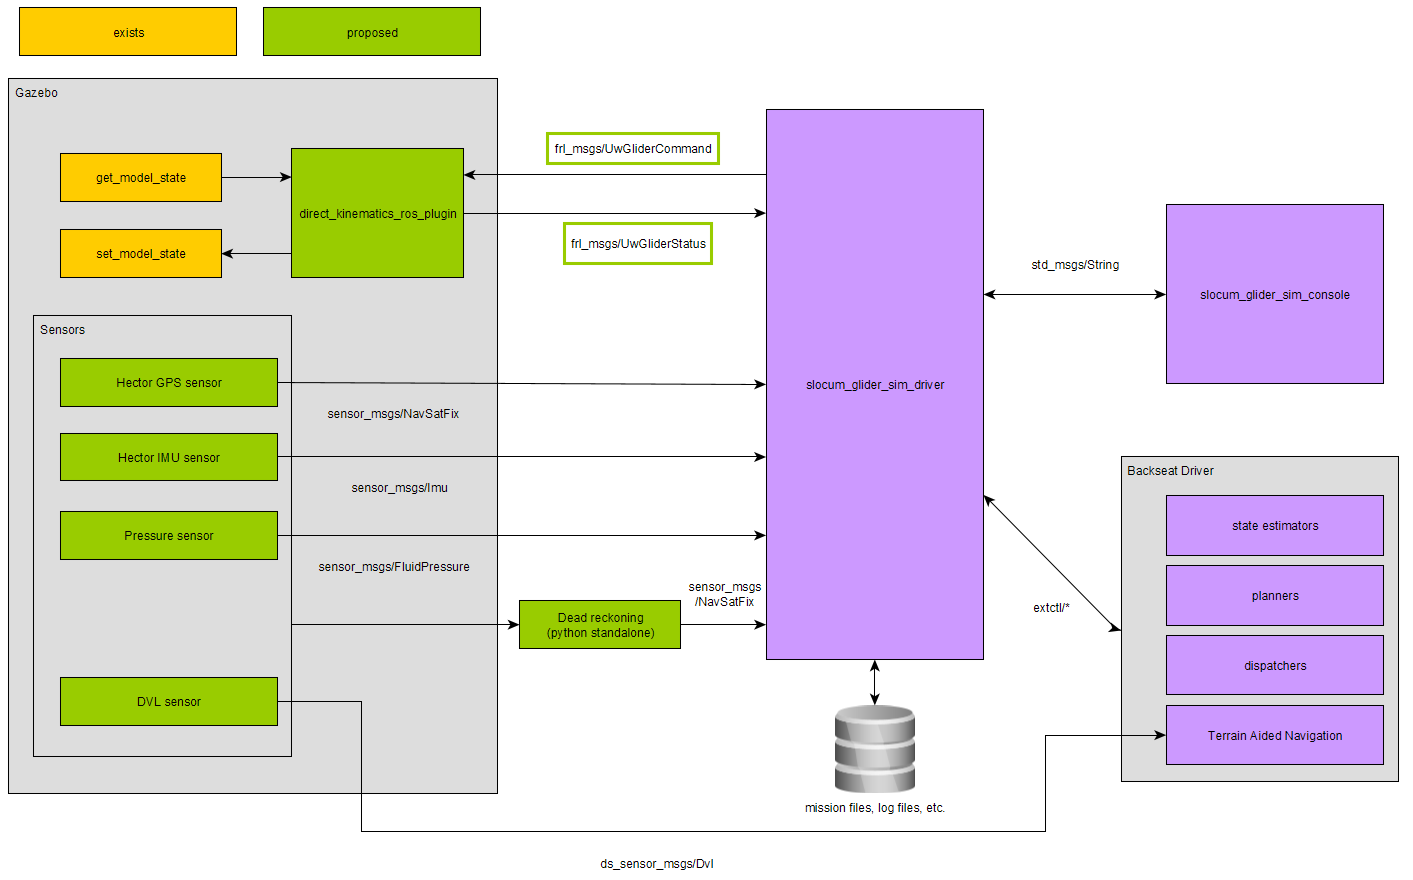 exists
proposed
Gazebo
get_model_state
set_model_state
direct_kinematics_ros_plugin
frl_msgs/UwGliderCommand
frl_msgs/UwGliderStatus
Sensors
Hector GPS sensor
sensor_msgs/NavSatFix
Hector IMU sensor
sensor_msgs/Imu
Pressure sensor
sensor_msgs/FluidPressure
Dead reckoning
(python standalone)
sensor_msgs
/NavSatFix
DVL sensor
slocum_glider_sim_driver
std_msgs/String
slocum_glider_sim_console
extctl/*
Backseat Driver
state estimators
planners
dispatchers
Terrain Aided Navigation
mission files, log files, etc.
ds_sensor_msgs/Dvl